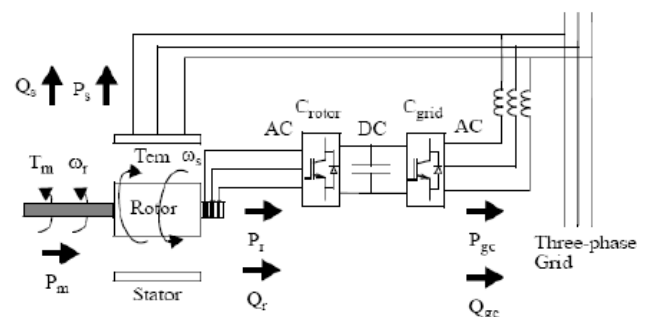 Qs Ps
Crotor Cgrid
AC DC AC
Tm ωr Tem ωs
Rotor
Pm Pr Pgc
Three-phase
Grid
Stator Qr Qgc